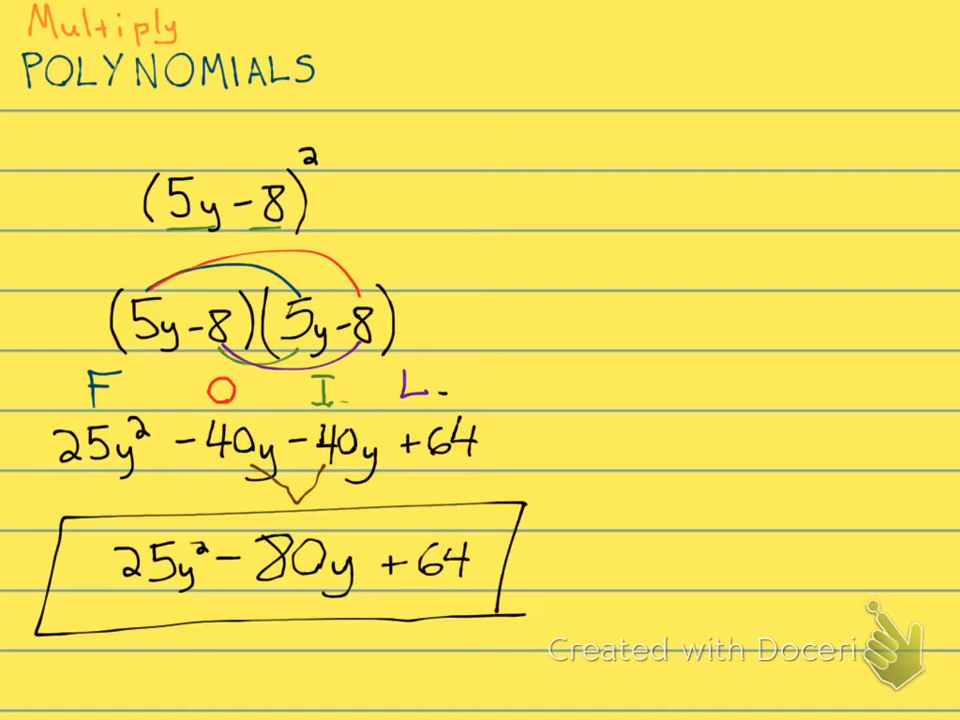 Multiply
POLYNOMIALS
(5y - 8)²
(5y - 8)(5y - 8)
F O I. L.
25y² - 40y - 40y + 64
25y² - 80y + 64
Created with Doceri